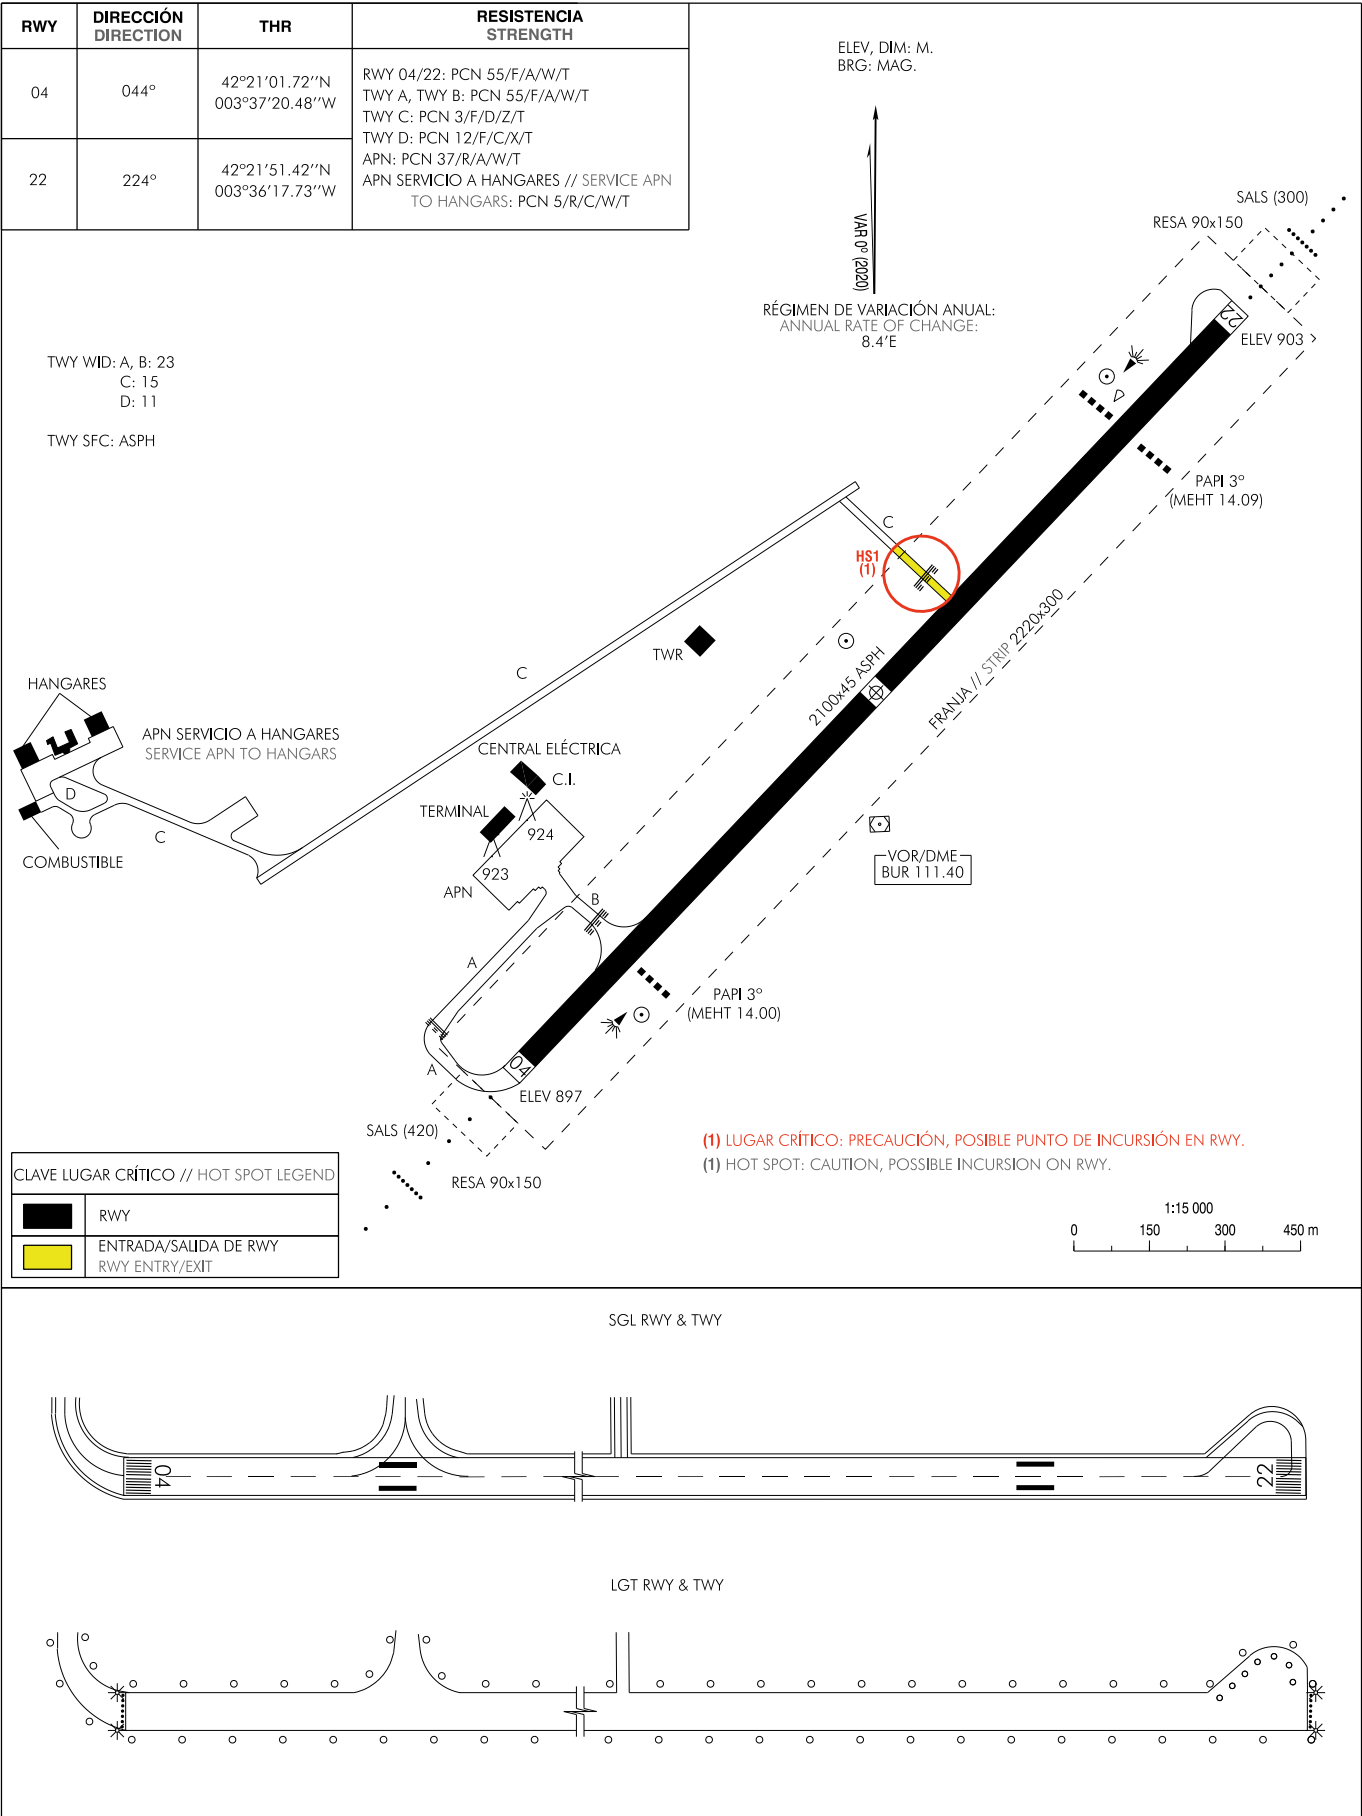 RWY
DIRECCIÓN
DIRECTION
THR
RESISTENCIA
STRENGTH
04
044°
42°21'01.72''N
003°37'20.48''W
22
224°
42°21'51.42''N
003°36'17.73''W
RWY 04/22: PCN 55/F/A/W/T
TWY A, TWY B: PCN 55/F/A/W/T
TWY C: PCN 3/F/D/Z/T
TWY D: PCN 12/F/C/X/T
APN: PCN 37/R/A/W/T
APN SERVICIO A HANGARES // SERVICE APN
TO HANGARS: PCN 5/R/C/W/T
ELEV, DIM: M.
BRG: MAG.
VAR 0° (2020)
RÉGIMEN DE VARIACIÓN ANUAL:
ANNUAL RATE OF CHANGE:
8.4'E
SALS (300)
RESA 90x150
22
ELEV 903
TWY WID: A, B: 23
C: 15
D: 11
TWY SFC: ASPH
PAPI 3°
(MEHT 14.09)
C
HS1
(1)
TWR
C
2100x45 ASPH
FRANJA // STRIP 2220x300
HANGARES
APN SERVICIO A HANGARES
SERVICE APN TO HANGARS
CENTRAL ELÉCTRICA
C.I.
D
TERMINAL
924
C
COMBUSTIBLE
923
APN
VOR/DME
BUR 111.40
B
A
PAPI 3°
(MEHT 14.00)
A
04
ELEV 897
SALS (420)
RESA 90x150
(1) LUGAR CRÍTICO: PRECAUCIÓN, POSIBLE PUNTO DE INCURSIÓN EN RWY.
(1) HOT SPOT: CAUTION, POSSIBLE INCURSION ON RWY.
CLAVE LUGAR CRÍTICO // HOT SPOT LEGEND
RWY
ENTRADA/SALIDA DE RWY
RWY ENTRY/EXIT
1:15 000
0 150 300 450 m
SGL RWY & TWY
04
22
LGT RWY & TWY